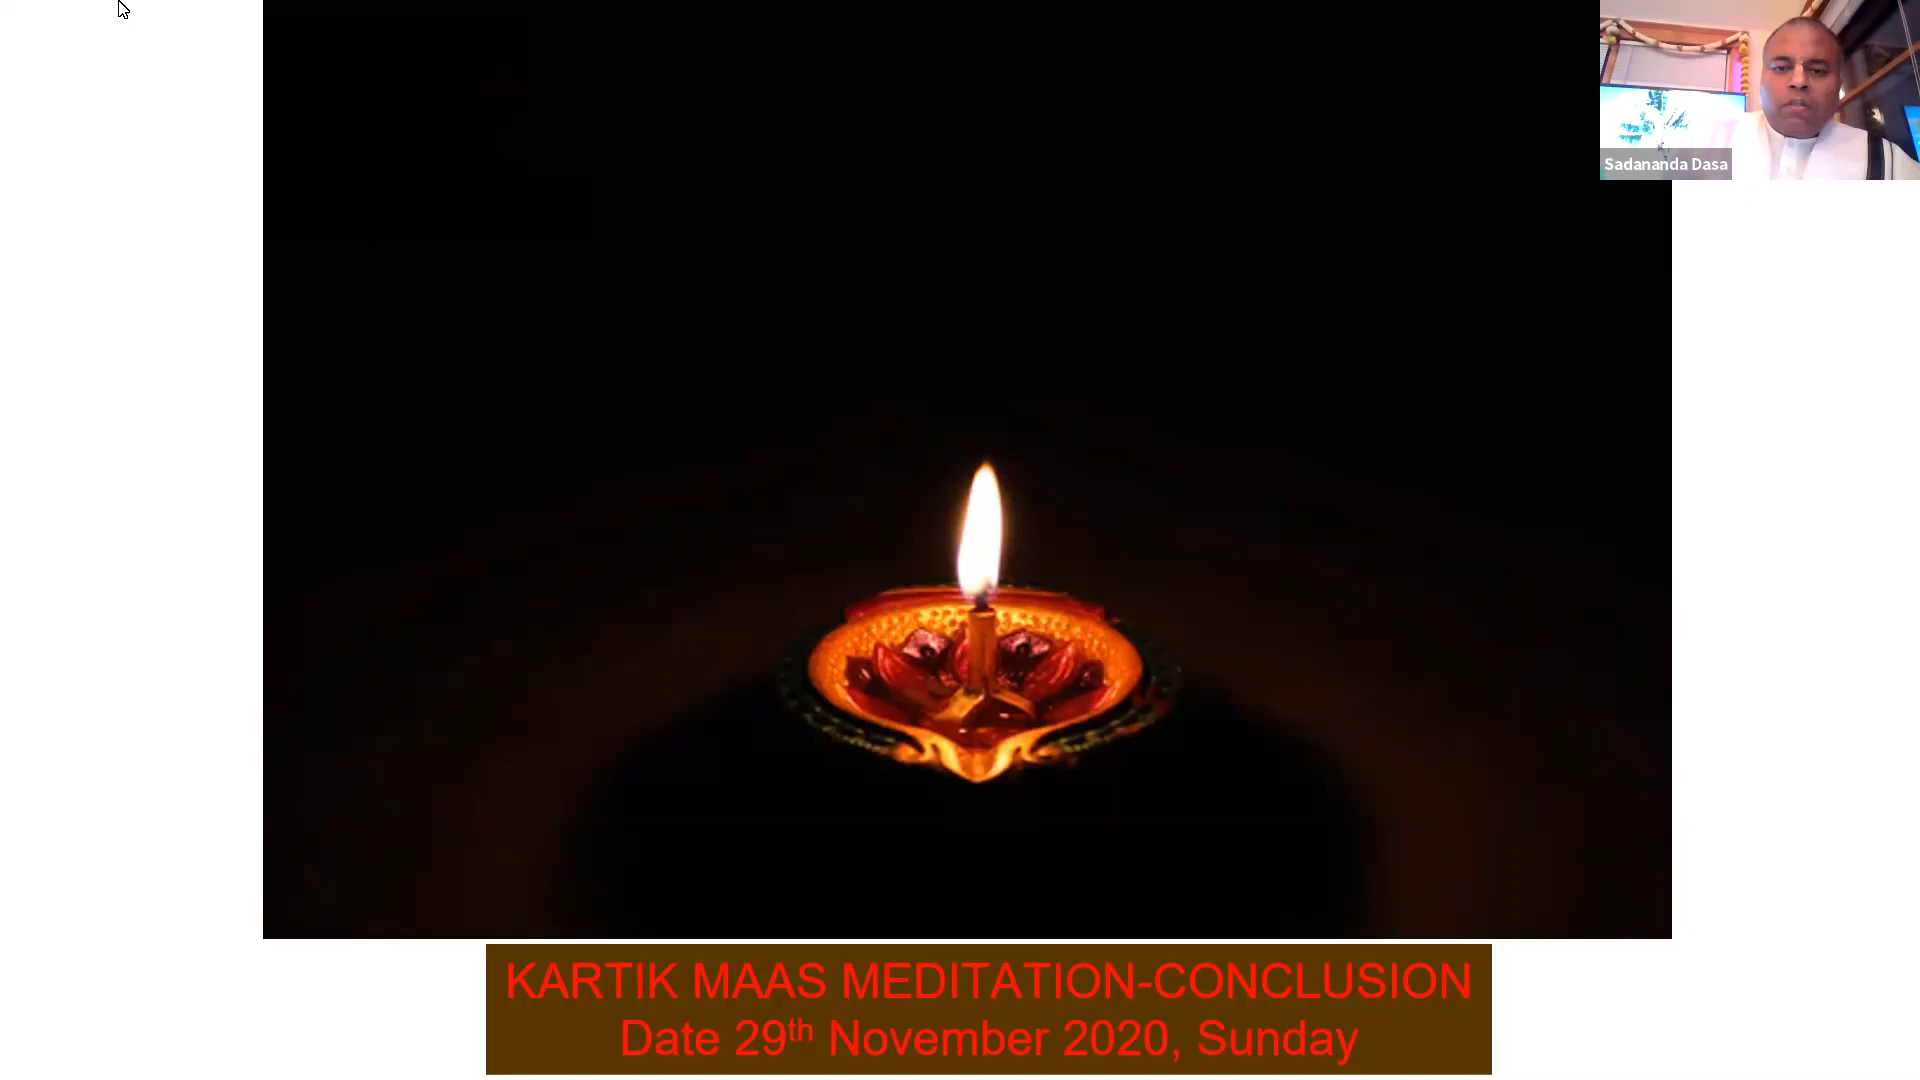 Sadananda Dasa
KARTIK MAAS MEDITATION-CONCLUSION
Date 29th November 2020, Sunday